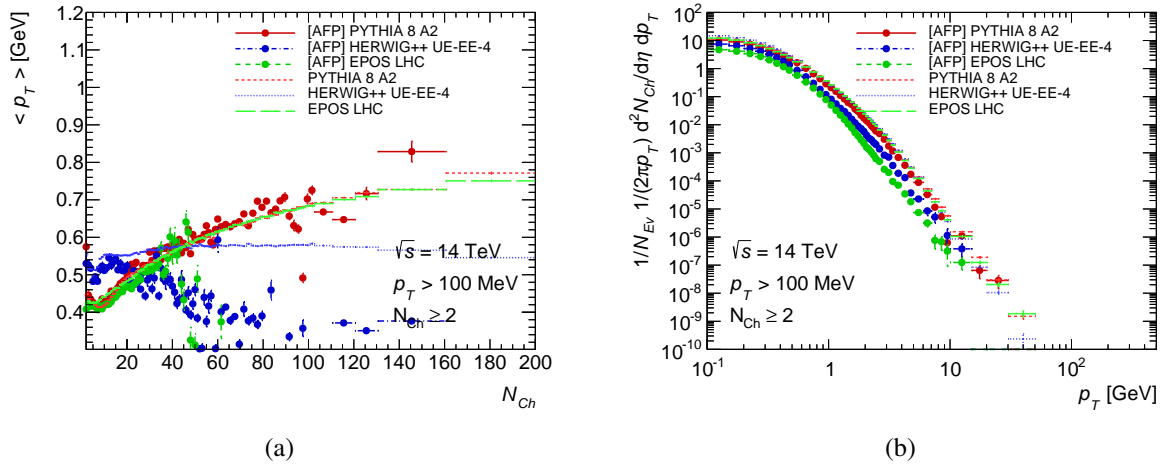 < p_T > [GeV]
1.2
1.1
1
0.9
0.8
0.7
0.6
0.5
0.4
[AFP] PYTHIA 8 A2
[AFP] HERWIG++ UE-EE-4
[AFP] EPOS LHC
PYTHIA 8 A2
HERWIG++ UE-EE-4
EPOS LHC
√s = 14 TeV
p_T > 100 MeV
N_Ch ≥ 2
20 40 60 80 100 120 140 160 180 200
N_Ch
(a)
1/N_Ev 1/(2πp_T) d²N_Ch/dη dp_T
10²
10
1
10⁻¹
10⁻²
10⁻³
10⁻⁴
10⁻⁵
10⁻⁶
10⁻⁷
10⁻⁸
10⁻⁹
10⁻¹⁰
[AFP] PYTHIA 8 A2
[AFP] HERWIG++ UE-EE-4
[AFP] EPOS LHC
PYTHIA 8 A2
HERWIG++ UE-EE-4
EPOS LHC
√s = 14 TeV
p_T > 100 MeV
N_Ch ≥ 2
10⁻¹ 1 10 10²
p_T [GeV]
(b)